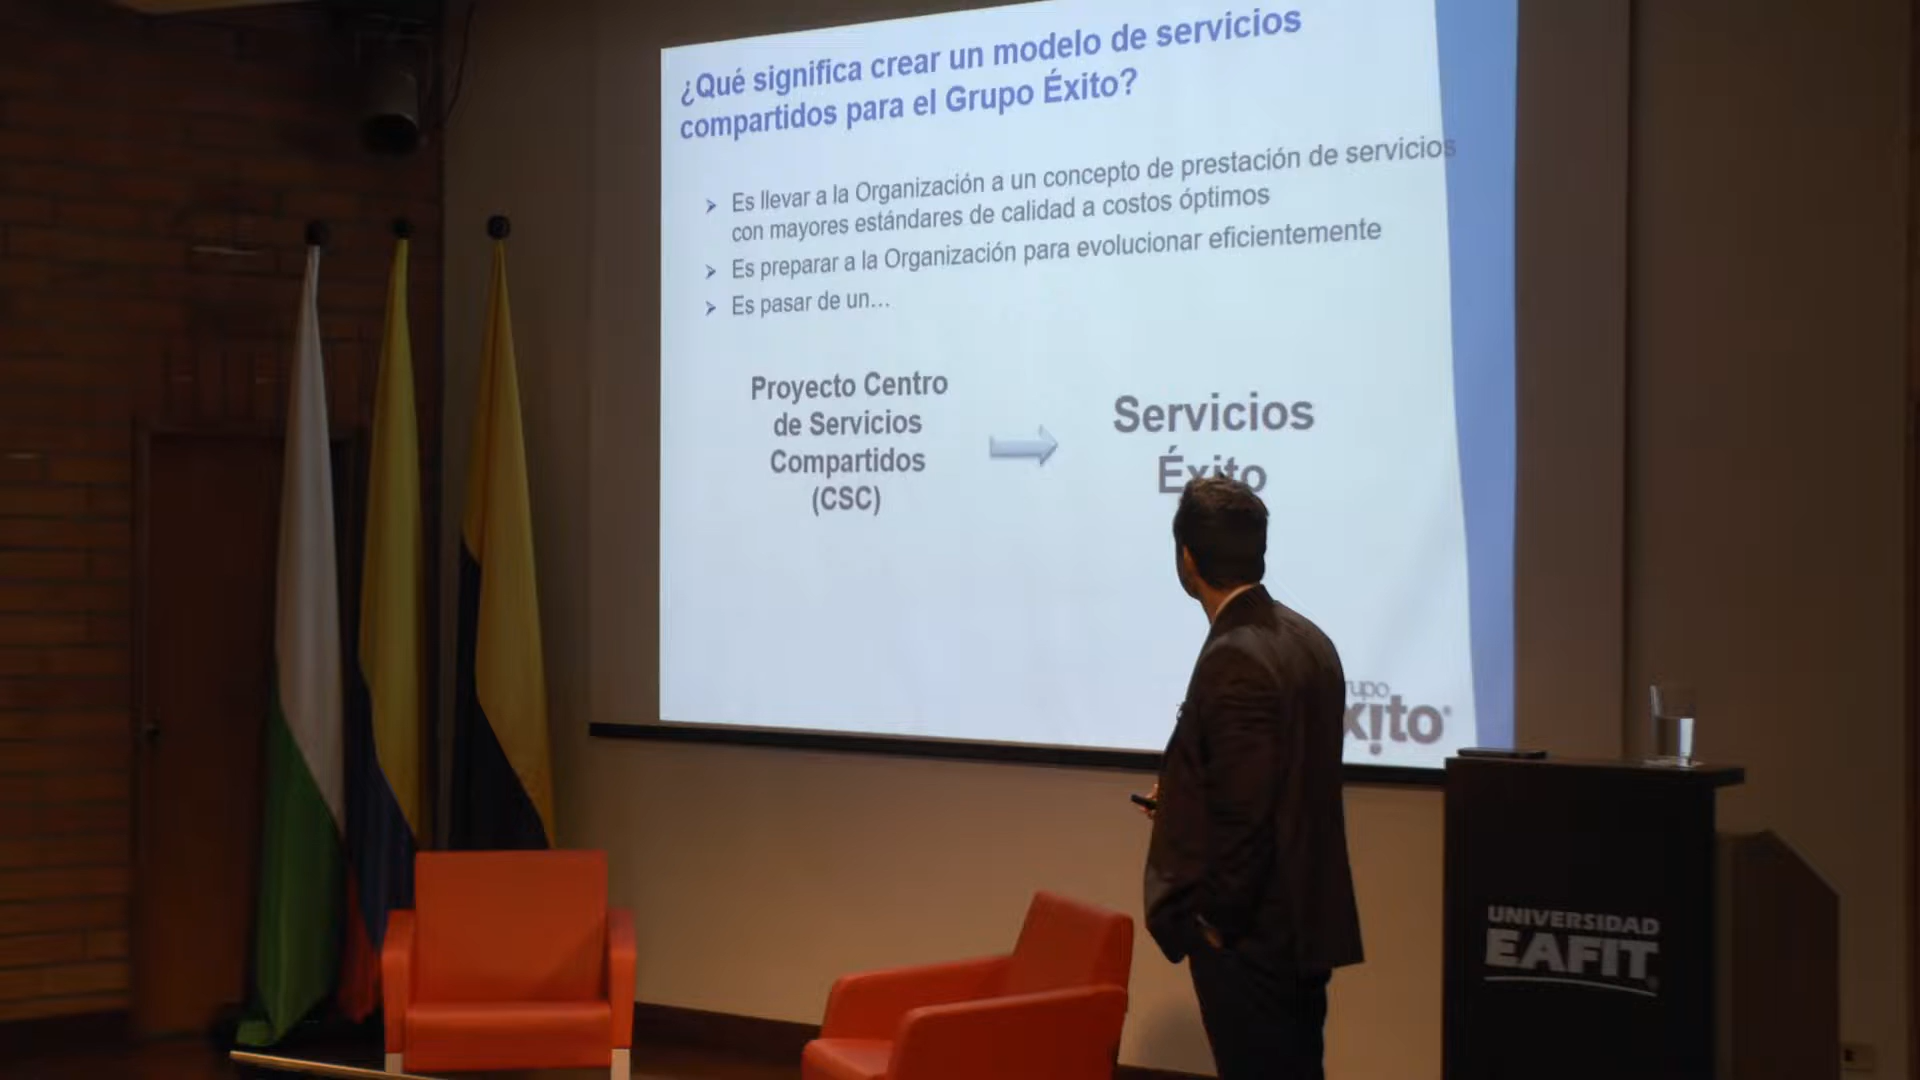 ¿Qué significa crear un modelo de servicios
compartidos para el Grupo Éxito?
Es llevar a la Organización a un concepto de prestación de servicios
con mayores estándares de calidad a costos óptimos
Es preparar a la Organización para evolucionar eficientemente
Es pasar de un...
Proyecto Centro
de Servicios
Compartidos
(CSC)
Servicios
Éxito
rupo
x!to
UNIVERSIDAD
EAFIT